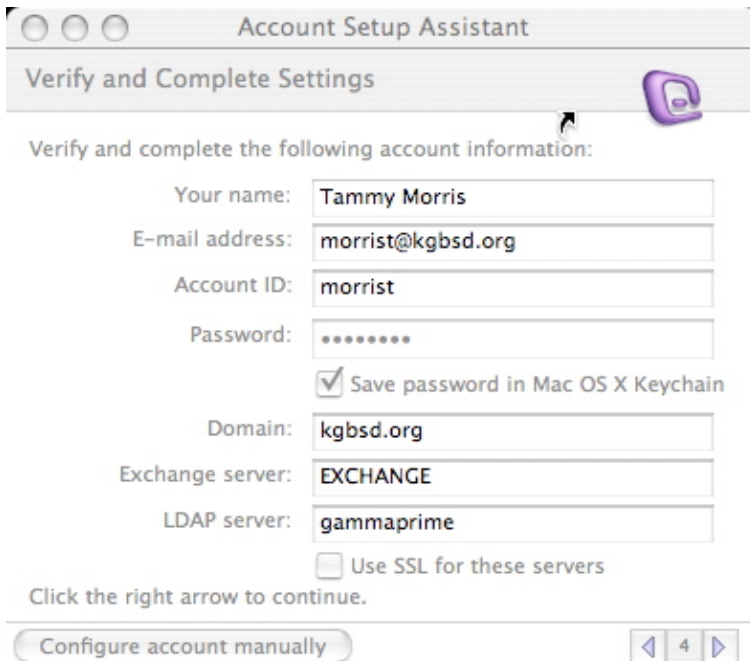 Account Setup Assistant
Verify and Complete Settings
Verify and complete the following account information:
Your name: Tammy Morris
E-mail address: morrist@kgbsd.org
Account ID: morrist
Password: ••••••••
Save password in Mac OS X Keychain
Domain: kgbsd.org
Exchange server: EXCHANGE
LDAP server: gammaprime
Use SSL for these servers
Click the right arrow to continue.
Configure account manually 4